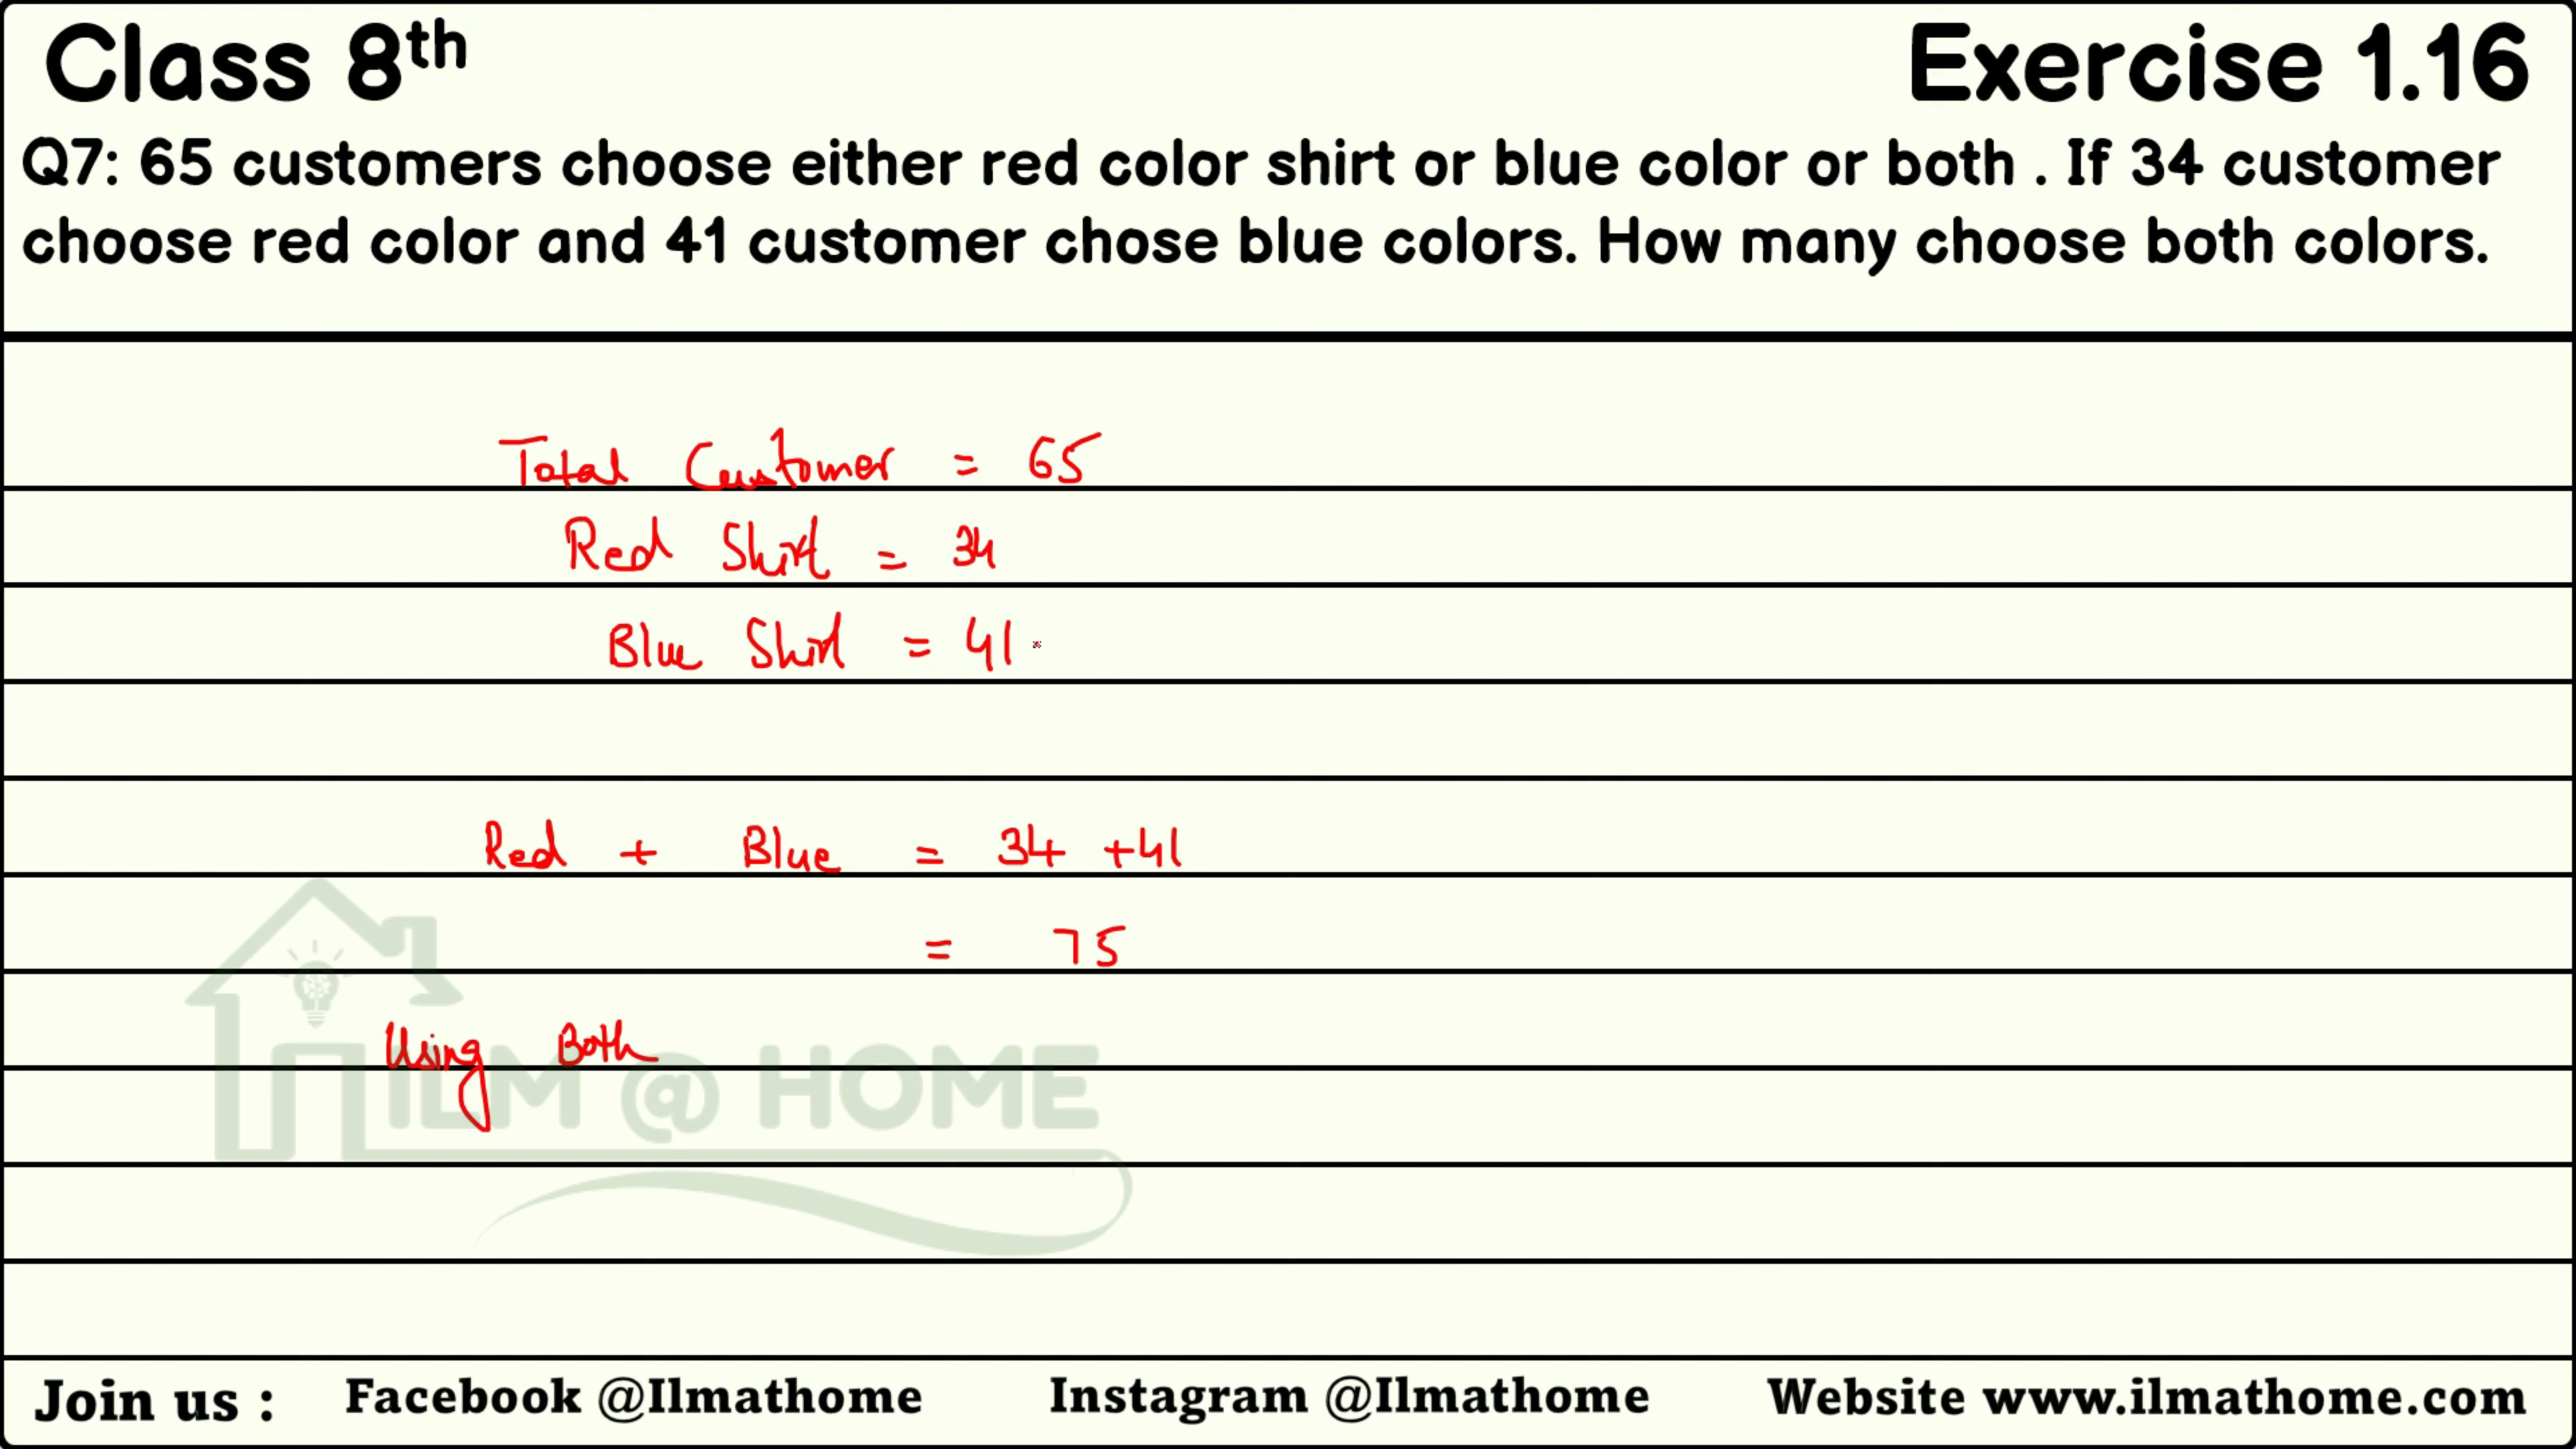 Class 8th
Exercise 1.16
Q7: 65 customers choose either red color shirt or blue color or both . If 34 customer
choose red color and 41 customer chose blue colors. How many choose both colors.
Total Customer = 65
Red Shirt = 34
Blue Shirt = 41
Red + Blue = 34 + 41
= 75
Using Both
ILM @ HOME
Join us : Facebook @Ilmathome Instagram @Ilmathome Website www.ilmathome.com